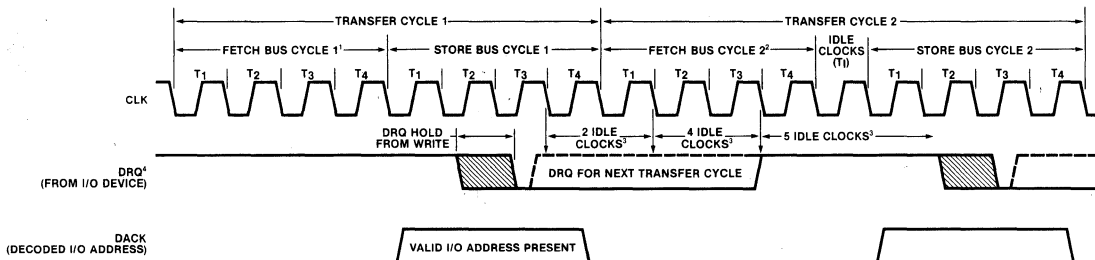 TRANSFER CYCLE 1 TRANSFER CYCLE 2
FETCH BUS CYCLE 1¹ STORE BUS CYCLE 1 FETCH BUS CYCLE 2² IDLE CLOCKS (TI) STORE BUS CYCLE 2
T1 T2 T3 T4 T1 T2 T3 T4 T1 T2 T3 T4 T1 T2 T3 T4
CLK
DRQ HOLD FROM WRITE 2 IDLE CLOCKS³ 4 IDLE CLOCKS³ 5 IDLE CLOCKS³
DRQ⁴
(FROM I/O DEVICE)
DRQ FOR NEXT TRANSFER CYCLE
DACK
(DECODED I/O ADDRESS)
VALID I/O ADDRESS PRESENT